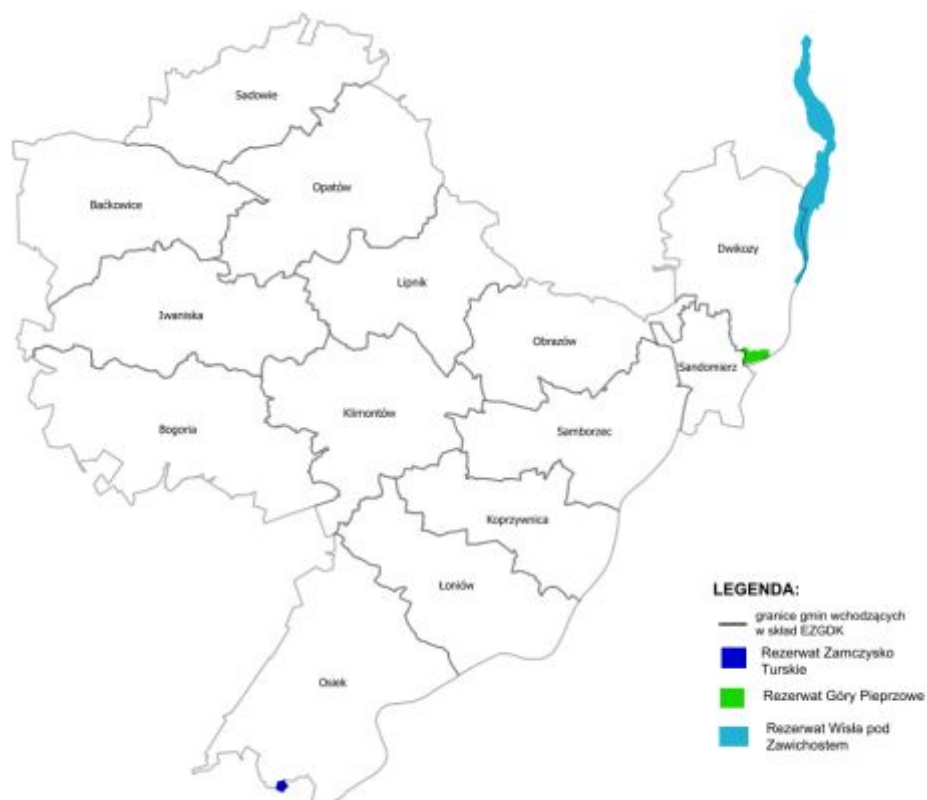 Sadowie
Opatów
Baćkowice
Dwikozy
Lipnik
Iwaniska
Obrazów
Sandomierz
Klimontów
Bogoria
Samborzec
Koprzywnica
Łoniów
Osiek
LEGENDA:
granice gmin wchodzących
w skład EZGDK
Rezerwat Zamczysko
Turskie
Rezerwat Góry Pieprzowe
Rezerwat Wisła pod
Zawichostem